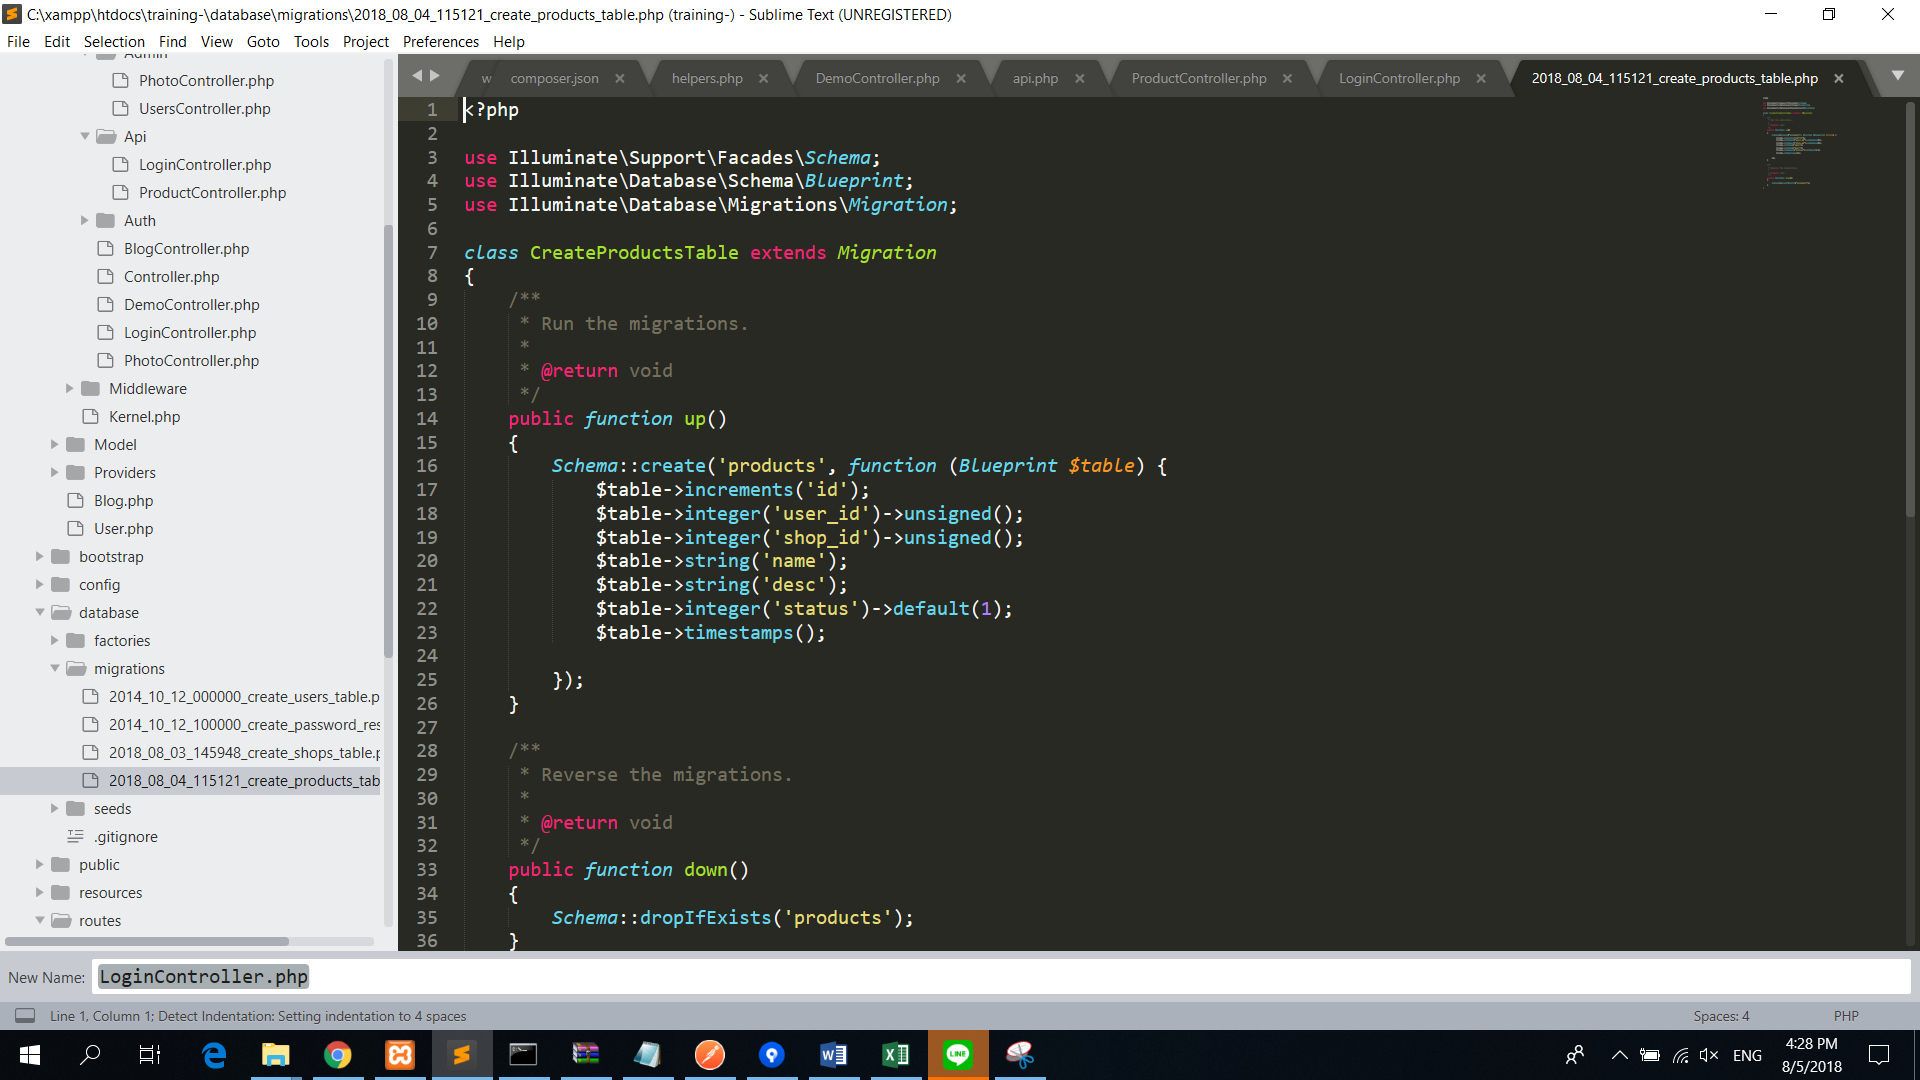 C:\xampp\htdocs\training-\database\migrations\2018_08_04_115121_create_products_table.php (training-) - Sublime Text (UNREGISTERED)
File Edit Selection Find View Goto Tools Project Preferences Help
Admin
PhotoController.php
UsersController.php
Api
LoginController.php
ProductController.php
Auth
BlogController.php
Controller.php
DemoController.php
LoginController.php
PhotoController.php
Middleware
Kernel.php
Model
Providers
Blog.php
User.php
bootstrap
config
database
factories
migrations
2014_10_12_000000_create_users_table.p
2014_10_12_100000_create_password_res
2018_08_03_145948_create_shops_table.p
2018_08_04_115121_create_products_tab
seeds
.gitignore
public
resources
routes
w composer.json helpers.php DemoController.php api.php ProductController.php LoginController.php 2018_08_04_115121_create_products_table.php
1 <?php
2
3 use Illuminate\Support\Facades\Schema;
4 use Illuminate\Database\Schema\Blueprint;
5 use Illuminate\Database\Migrations\Migration;
6
7 class CreateProductsTable extends Migration
8 {
9 /**
10 * Run the migrations.
11 *
12 * @return void
13 */
14 public function up()
15 {
16 Schema::create('products', function (Blueprint $table) {
17 $table->increments('id');
18 $table->integer('user_id')->unsigned();
19 $table->integer('shop_id')->unsigned();
20 $table->string('name');
21 $table->string('desc');
22 $table->integer('status')->default(1);
23 $table->timestamps();
24
25 });
26 }
27
28 /**
29 * Reverse the migrations.
30 *
31 * @return void
32 */
33 public function down()
34 {
35 Schema::dropIfExists('products');
36 }
New Name: LoginController.php
Line 1, Column 1; Detect Indentation: Setting indentation to 4 spaces Spaces: 4 PHP
LINE
ENG
4:28 PM
8/5/2018